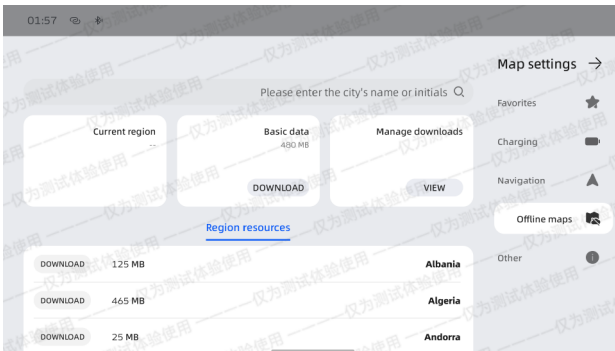 01:57
Map settings
Please enter the city's name or initials
Favorites
Charging
Navigation
Offline maps
Other
Current region
--
Basic data
480 MB
DOWNLOAD
Manage downloads
VIEW
Region resources
DOWNLOAD 125 MB Albania
DOWNLOAD 465 MB Algeria
DOWNLOAD 25 MB Andorra
仅为测试体验使用